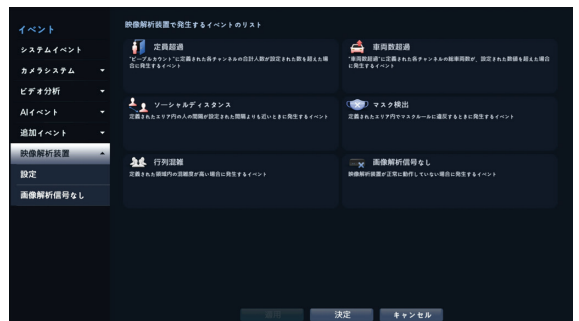 イベント
システムイベント
カメラシステム
ビデオ分析
AIイベント
追加イベント
映像解析装置
設定
画像解析信号なし
映像解析装置で発生するイベントのリスト
定員超過
"ピープルカウント"に定義された各チャンネルの合計人数が設定された数を超えた場
合に発生するイベント
車両数超過
"車両数超過"に定義された各チャンネルの総車両数が、設定された数値を超えた場合
に発生するイベント
ソーシャルディスタンス
定義されたエリア内の人の間隔が設定された間隔よりも近いときに発生するイベント
マスク検出
定義されたエリア内でマスクルールに違反するときに発生するイベント
行列混雑
定義された領域内の混雑度が高い場合に発生するイベント
画像解析信号なし
映像解析装置が正常に動作していない場合に発生するイベント
適用
決定
キャンセル